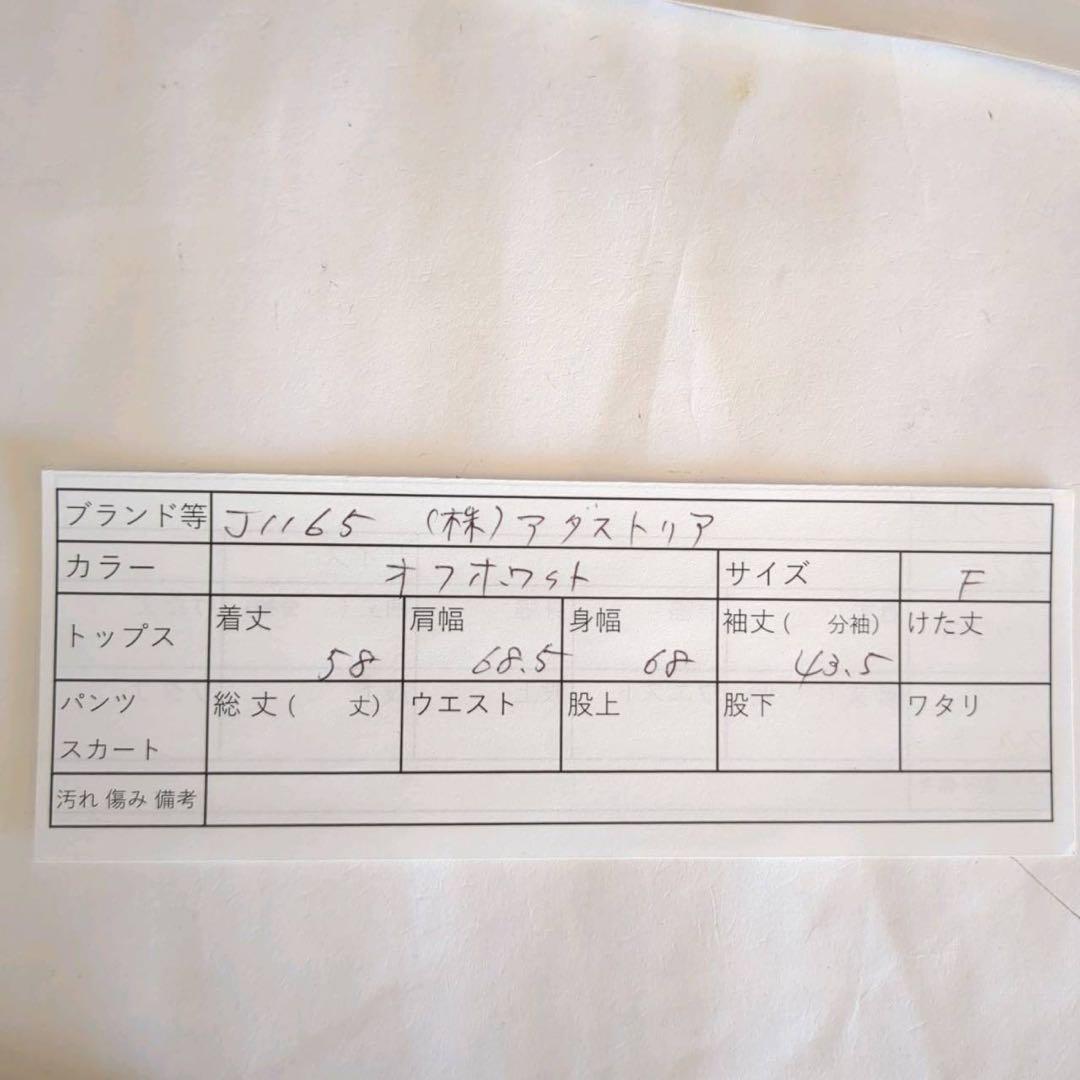 ブランド等 J1165 (株)アダストリア
カラー オフホワイト サイズ F
トップス 着丈 58 肩幅 68.5 身幅 68 袖丈( 分袖) 43.5 けた丈
パンツ スカート 総丈( 丈) ウエスト 股上 股下 ワタリ
汚れ 傷み 備考